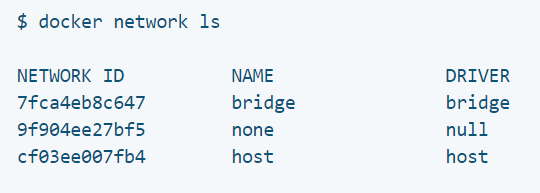 $ docker network ls
NETWORK ID NAME DRIVER
7fca4eb8c647 bridge bridge
9f904ee27bf5 none null
cf03ee007fb4 host host